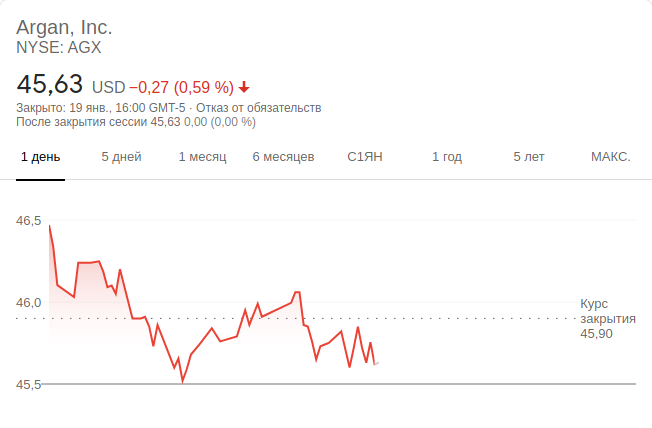 Argan, Inc.
NYSE: AGX
45,63 USD −0,27 (0,59 %)
Закрыто: 19 янв., 16:00 GMT-5 · Отказ от обязательств
После закрытия сессии 45,63 0,00 (0,00 %)
1 день 5 дней 1 месяц 6 месяцев С1ЯН 1 год 5 лет МАКС.
46,5
46,0
Курс
закрытия
45,90
45,5